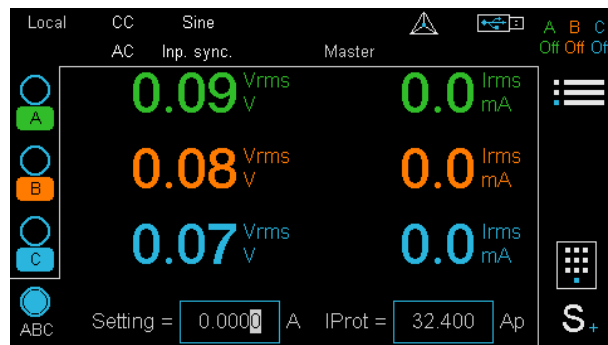 Local CC Sine A B C
AC Inp. sync. Master Off Off Of
A 0.09 Vrms V 0.0 Irms mA
B 0.08 Vrms V 0.0 Irms mA
C 0.07 Vrms V 0.0 Irms mA
ABC Setting = 0.0000 A IProt = 32.400 Ap S+